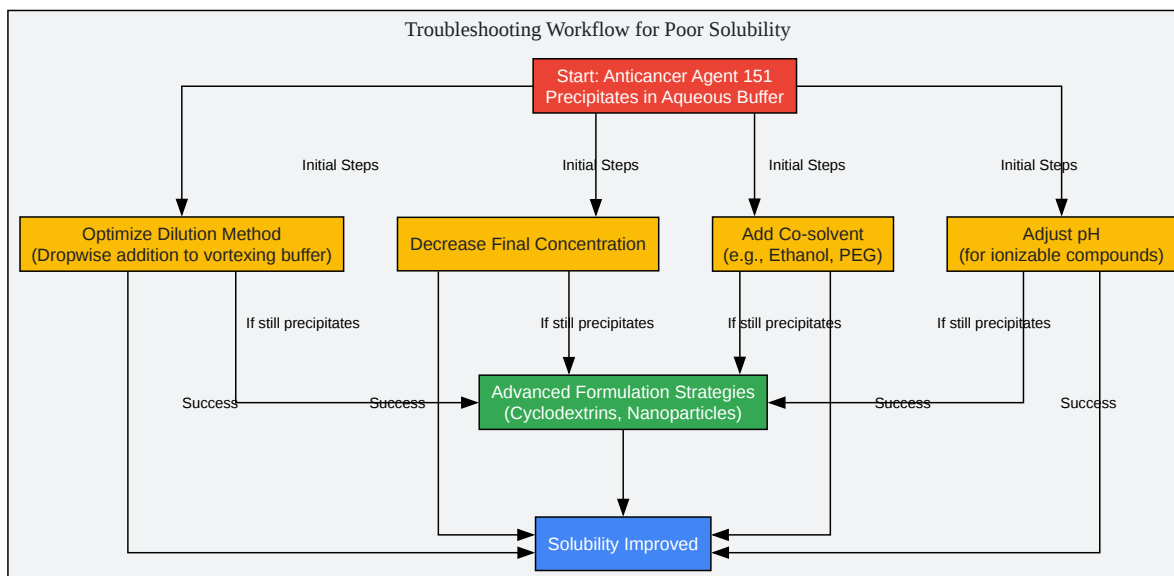 Troubleshooting Workflow for Poor Solubility
Start: Anticancer Agent 151
Precipitates in Aqueous Buffer
Initial Steps
Initial Steps
Initial Steps
Initial Steps
Optimize Dilution Method
(Dropwise addition to vortexing buffer)
Decrease Final Concentration
Add Co-solvent
(e.g., Ethanol, PEG)
Adjust pH
(for ionizable compounds)
If still precipitates
If still precipitates
If still precipitates
If still precipitates
Advanced Formulation Strategies
(Cyclodextrins, Nanoparticles)
Success
Success
Success
Success
Solubility Improved